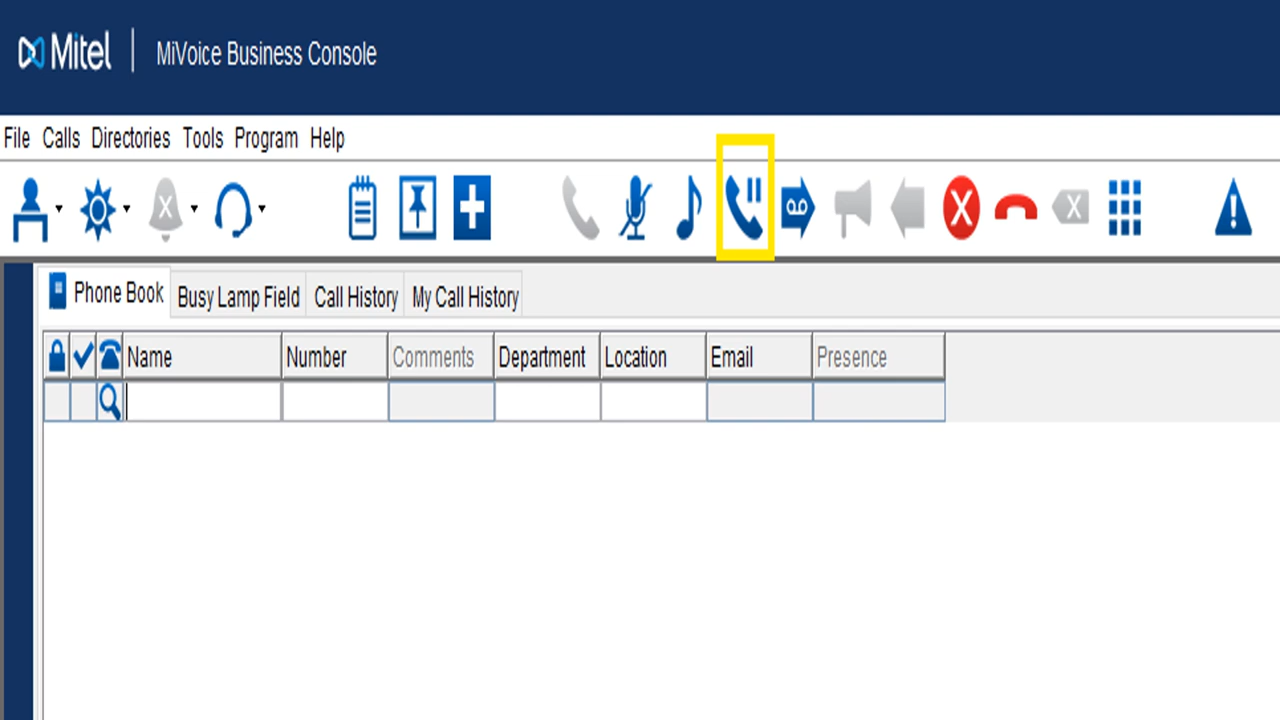 Mitel | MiVoice Business Console
File Calls Directories Tools Program Help
Phone Book Busy Lamp Field Call History My Call History
Name Number Comments Department Location Email Presence